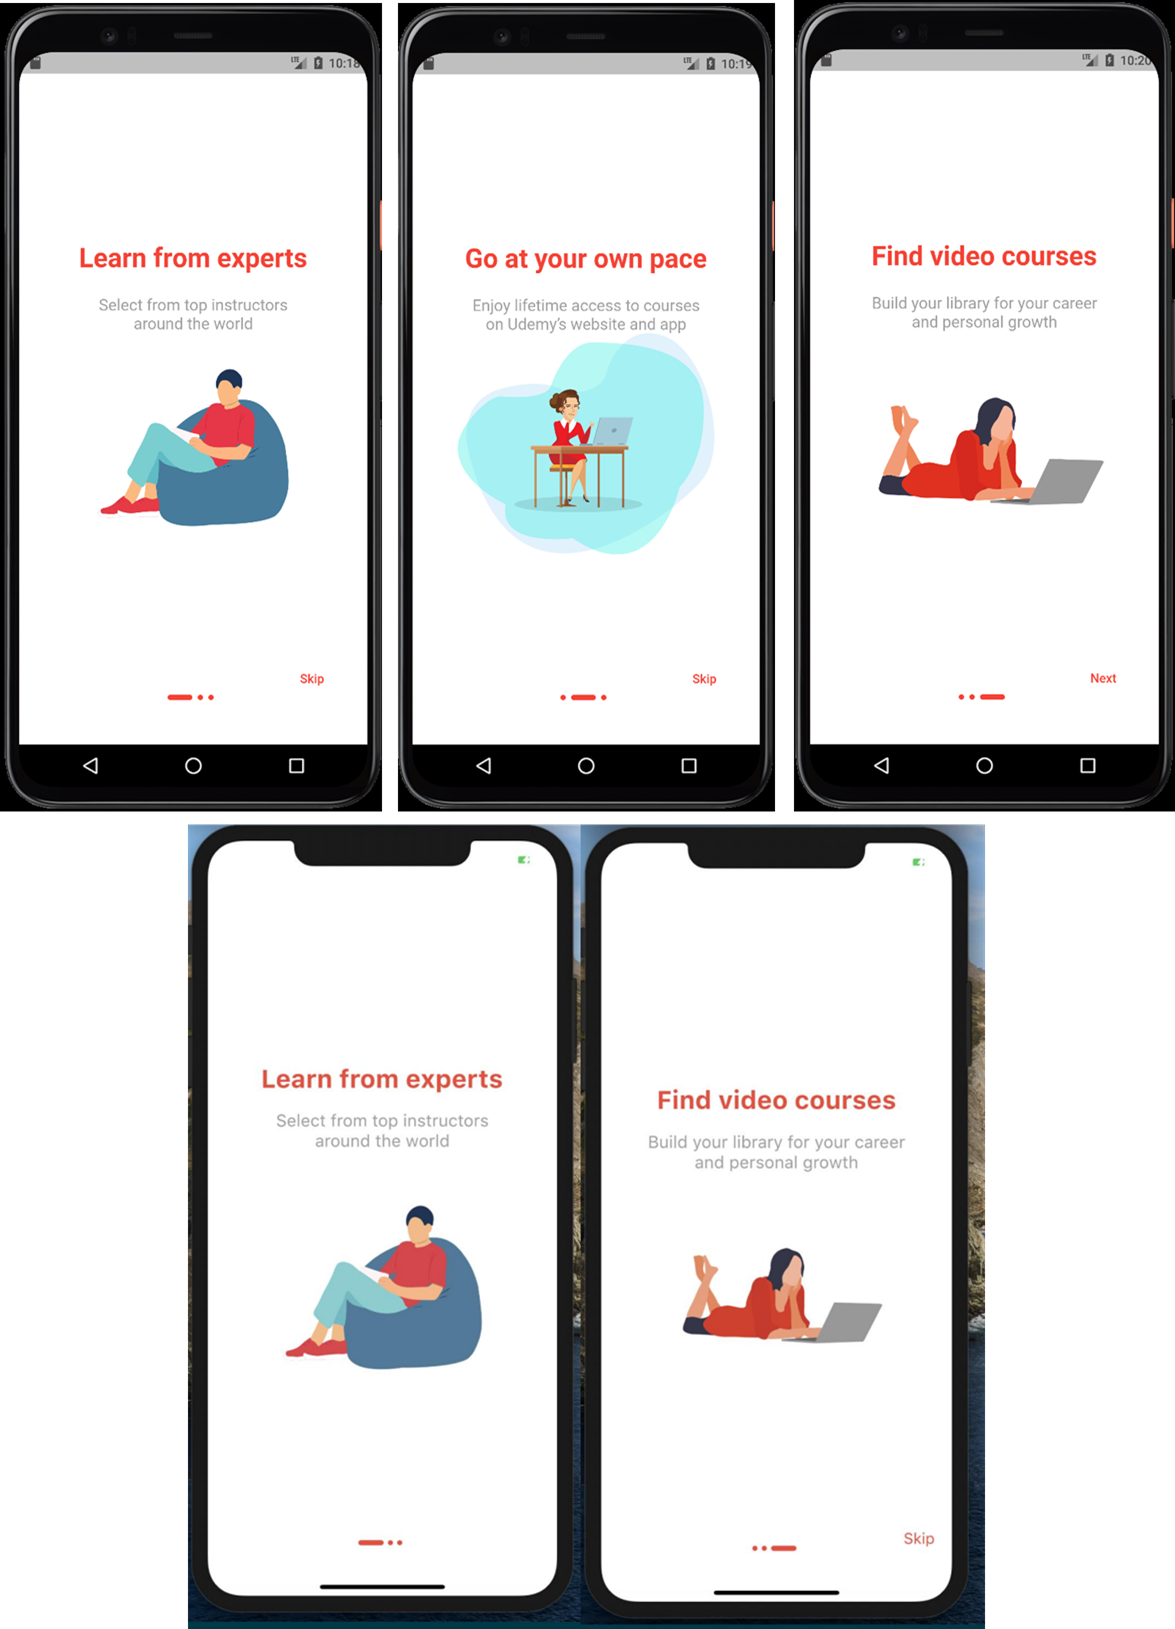 LTE 10:18
Learn from experts
Select from top instructors
around the world
Skip
LTE 10:19
Go at your own pace
Enjoy lifetime access to courses
on Udemy's website and app
Skip
LTE 10:20
Find video courses
Build your library for your career
and personal growth
Next
Learn from experts
Select from top instructors
around the world
Find video courses
Build your library for your career
and personal growth
Skip